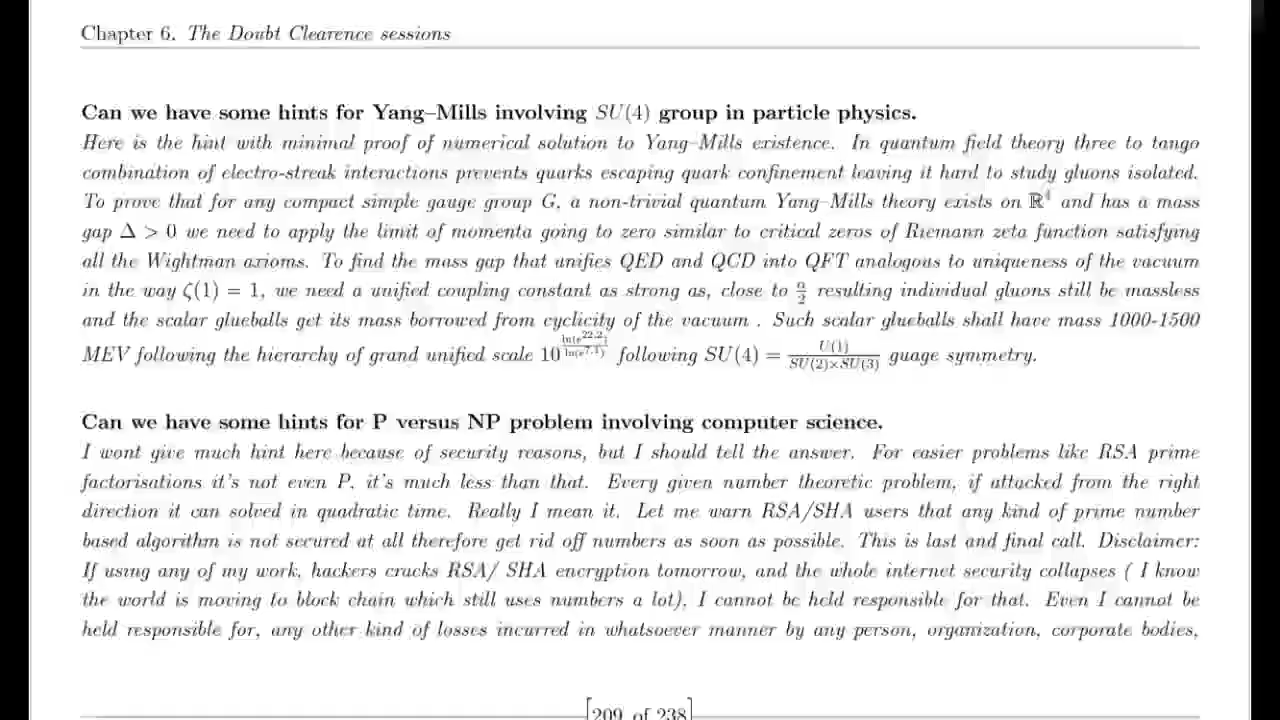 Chapter 6. The Doubt Clearence sessions
Can we have some hints for Yang–Mills involving SU(4) group in particle physics.
Here is the hint with minimal proof of numerical solution to Yang–Mills existence. In quantum field theory three to tango
combination of electro-streak interactions prevents quarks escaping quark confinement leaving it hard to study gluons isolated.
To prove that for any compact simple gauge group G, a non-trivial quantum Yang–Mills theory exists on ℝ⁴ and has a mass
gap Δ > 0 we need to apply the limit of momenta going to zero similar to critical zeros of Riemann zeta function satisfying
all the Wightman axioms. To find the mass gap that unifies QED and QCD into QFT analogous to uniqueness of the vacuum
in the way ζ(1) = 1, we need a unified coupling constant as strong as, close to α/2 resulting individual gluons still be massless
and the scalar glueballs get its mass borrowed from cyclicity of the vacuum . Such scalar glueballs shall have mass 1000-1500
MEV following the hierarchy of grand unified scale 10^(ln(e^22.2)/ln(e^7.1)) following SU(4) = U(1)/SU(2)×SU(3) guage symmetry.
Can we have some hints for P versus NP problem involving computer science.
I wont give much hint here because of security reasons, but I should tell the answer. For easier problems like RSA prime
factorisations it's not even P, it's much less than that. Every given number theoretic problem, if attacked from the right
direction it can solved in quadratic time. Really I mean it. Let me warn RSA/SHA users that any kind of prime number
based algorithm is not secured at all therefore get rid off numbers as soon as possible. This is last and final call. Disclaimer:
If using any of my work, hackers cracks RSA/ SHA encryption tomorrow, and the whole internet security collapses ( I know
the world is moving to block chain which still uses numbers a lot), I cannot be held responsible for that. Even I cannot be
held responsible for, any other kind of losses incurred in whatsoever manner by any person, organization, corporate bodies,
[209 of 238]